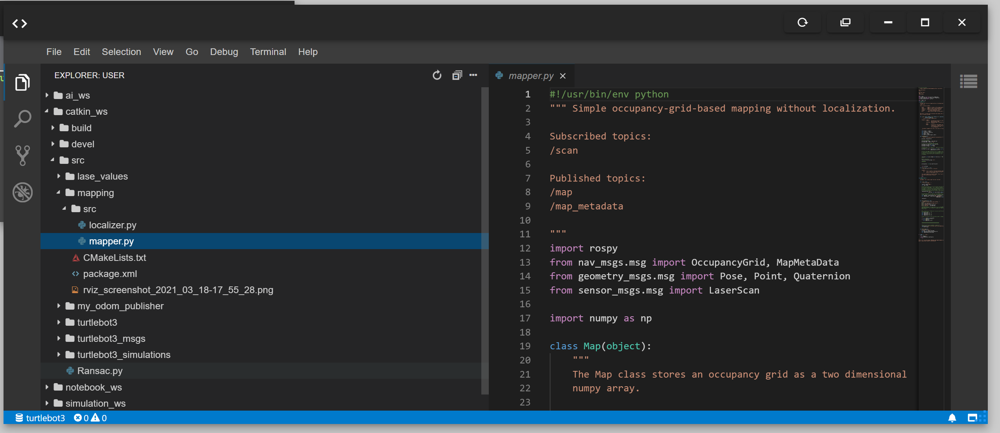 File Edit Selection View Go Debug Terminal Help
EXPLORER: USER
ai_ws
catkin_ws
build
devel
src
lase_values
mapping
src
localizer.py
mapper.py
CMakeLists.txt
package.xml
rviz_screenshot_2021_03_18-17_55_28.png
my_odom_publisher
turtlebot3
turtlebot3_msgs
turtlebot3_simulations
Ransac.py
notebook_ws
simulation_ws
mapper.py
1 #!/usr/bin/env python
2 """ Simple occupancy-grid-based mapping without localization.
3
4 Subscribed topics:
5 /scan
6
7 Published topics:
8 /map
9 /map_metadata
10
11 """
12 import rospy
13 from nav_msgs.msg import OccupancyGrid, MapMetaData
14 from geometry_msgs.msg import Pose, Point, Quaternion
15 from sensor_msgs.msg import LaserScan
16
17 import numpy as np
18
19 class Map(object):
20 """
21 The Map class stores an occupancy grid as a two dimensional
22 numpy array.
23
turtlebot3 0 0